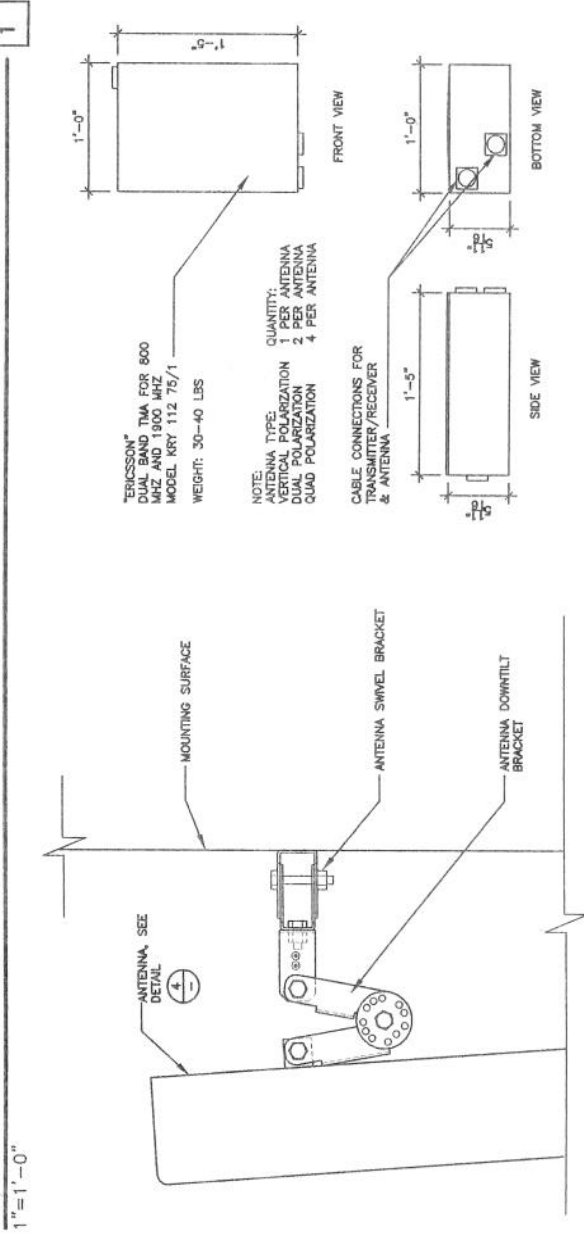 1"=1'-0"
1
ANTENNA, SEE
DETAIL
4
-
MOUNTING SURFACE
ANTENNA SWIVEL BRACKET
ANTENNA DOWNTILT
BRACKET
"ERICSSON"
DUAL BAND TMA FOR 800
MHZ AND 1900 MHZ
MODEL KRY 112 75/1
WEIGHT: 30-40 LBS
NOTE:
ANTENNA TYPE: QUANTITY:
VERTICAL POLARIZATION 1 PER ANTENNA
DUAL POLARIZATION 2 PER ANTENNA
QUAD POLARIZATION 4 PER ANTENNA
CABLE CONNECTIONS FOR
TRANSMITTER/RECEIVER
& ANTENNA
1'-0"
1'-5"
FRONT VIEW
1'-5"
SIDE VIEW
1'-0"
BOTTOM VIEW